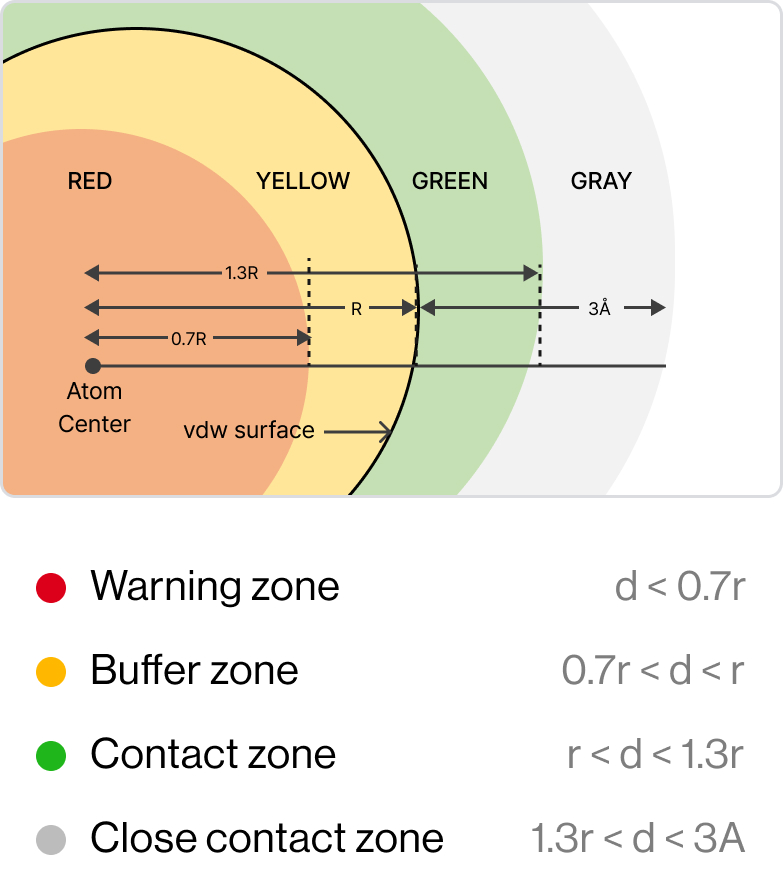 RED YELLOW GREEN GRAY
1.3R
R 3Å
0.7R
Atom
Center
vdw surface
Warning zone d < 0.7r
Buffer zone 0.7r < d < r
Contact zone r < d < 1.3r
Close contact zone 1.3r < d < 3A